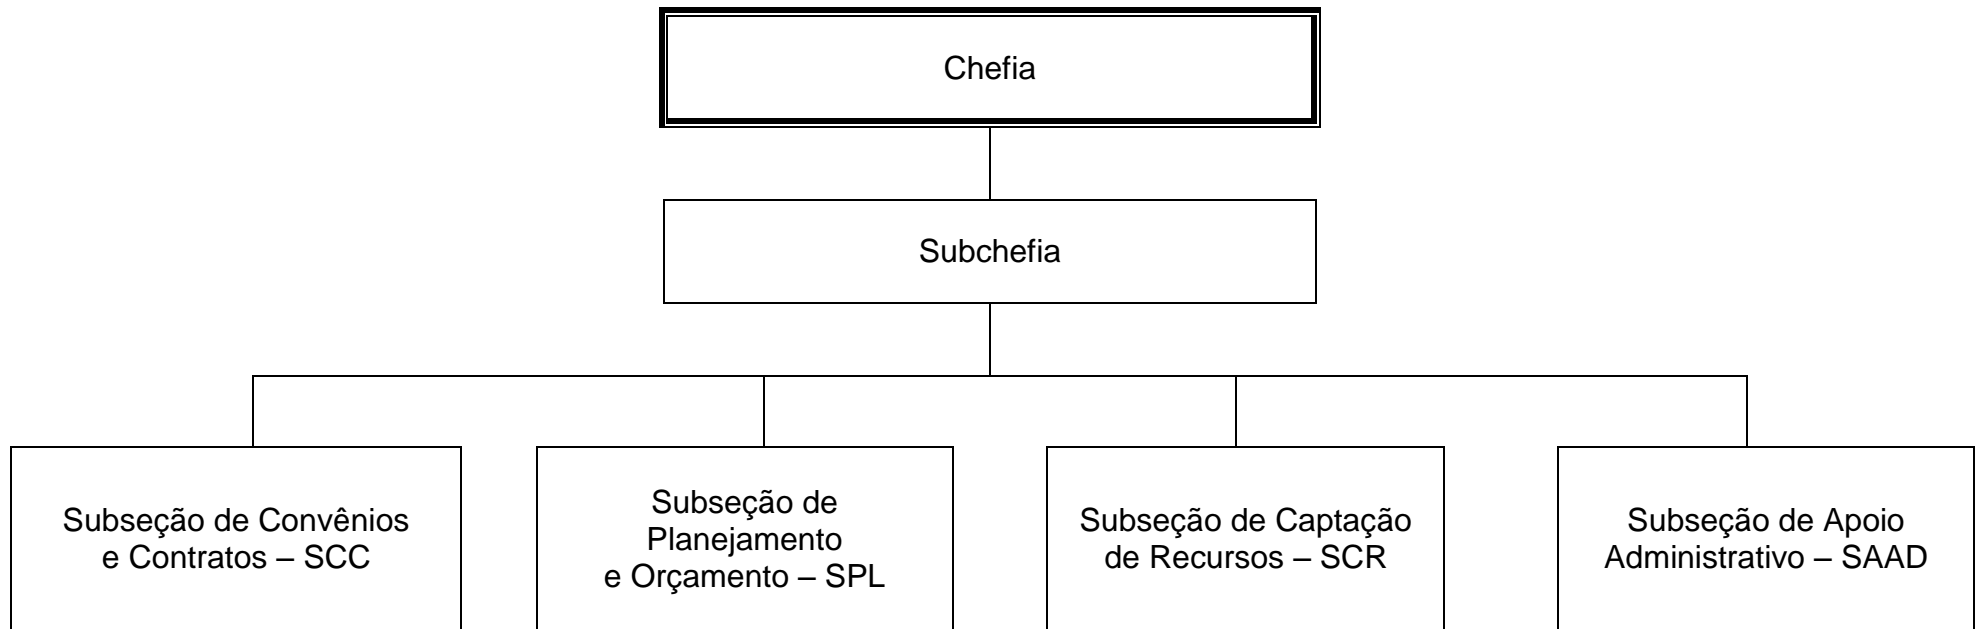 Chefia
Subchefia
Subseção de Convênios
e Contratos – SCC
Subseção de
Planejamento
e Orçamento – SPL
Subseção de Captação
de Recursos – SCR
Subseção de Apoio
Administrativo – SAAD